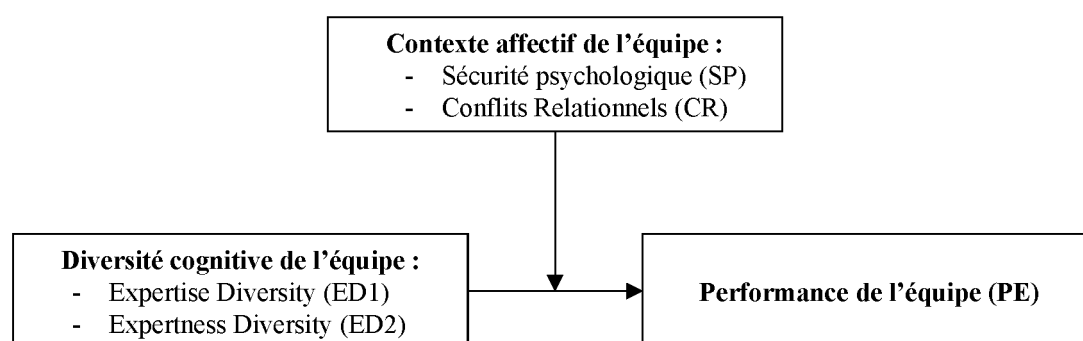 Contexte affectif de l’équipe :
- Sécurité psychologique (SP)
- Conflits Relationnels (CR)
Diversité cognitive de l’équipe :
- Expertise Diversity (ED1)
- Expertness Diversity (ED2)
Performance de l’équipe (PE)